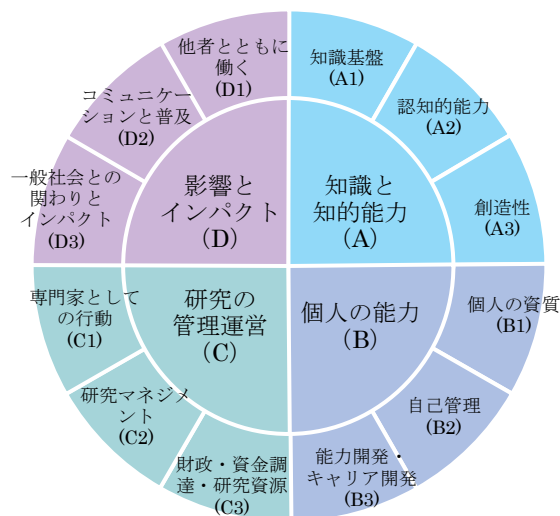 知識と
知的能力
(A)
知識基盤
(A1)
認知的能力
(A2)
創造性
(A3)
個人の能力
(B)
個人の資質
(B1)
自己管理
(B2)
能力開発・
キャリア開発
(B3)
研究の
管理運営
(C)
専門家として
の行動
(C1)
研究マネジメ
ント
(C2)
財政・資金調
達・研究資源
(C3)
影響と
インパクト
(D)
他者とともに
働く
(D1)
コミュニケー
ションと普及
(D2)
一般社会との
関わりと
インパクト
(D3)